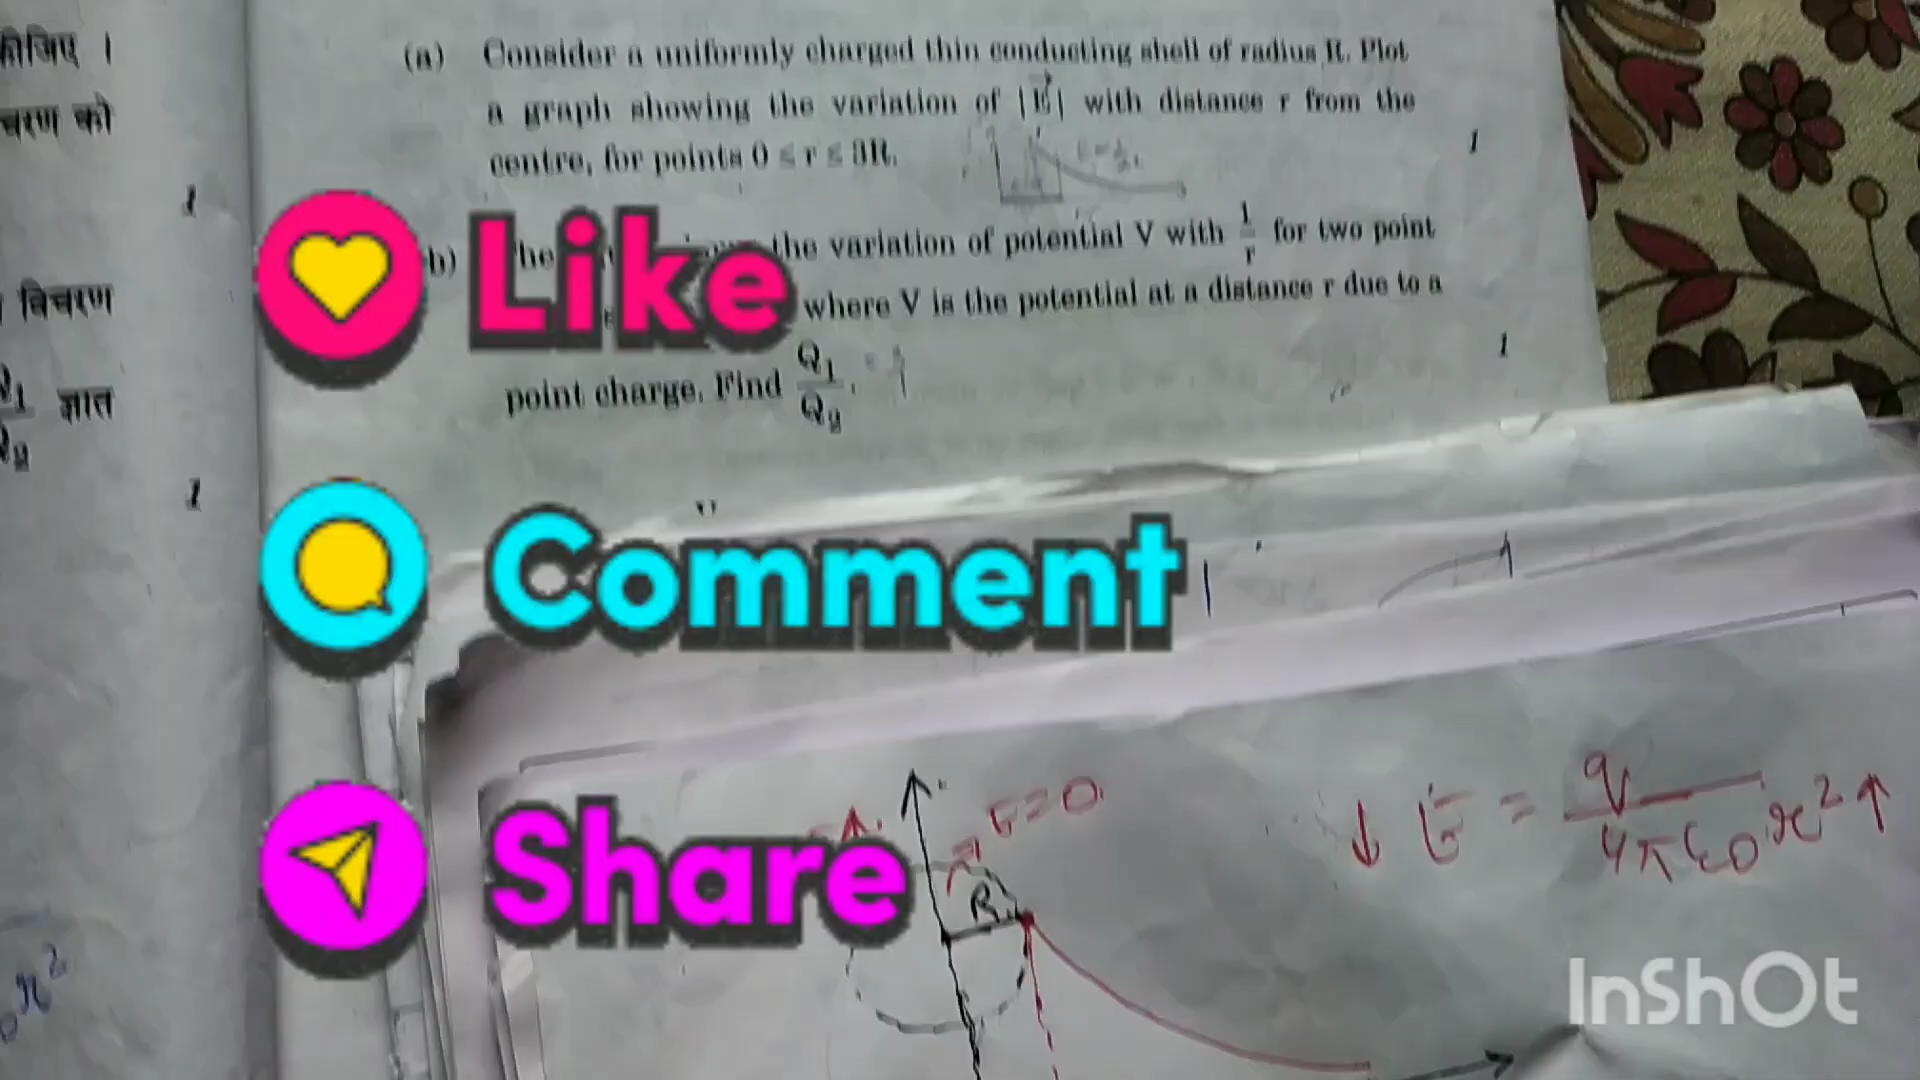 कीजिए ।
चरण को
1
विचरण
ज्ञात
1
(a) Consider a uniformly charged thin conducting shell of radius R. Plot
a graph showing the variation of |E⃗| with distance r from the
centre, for points 0 ≤ r ≤ 3R.
1
b) the variation of potential V with 1/r for two point
where V is the potential at a distance r due to a
point charge. Find Q₁/Q₂.
1
Like
Comment
Share
E=0
R
↓ E = q/4πε₀r² ↑
r²
InShOt